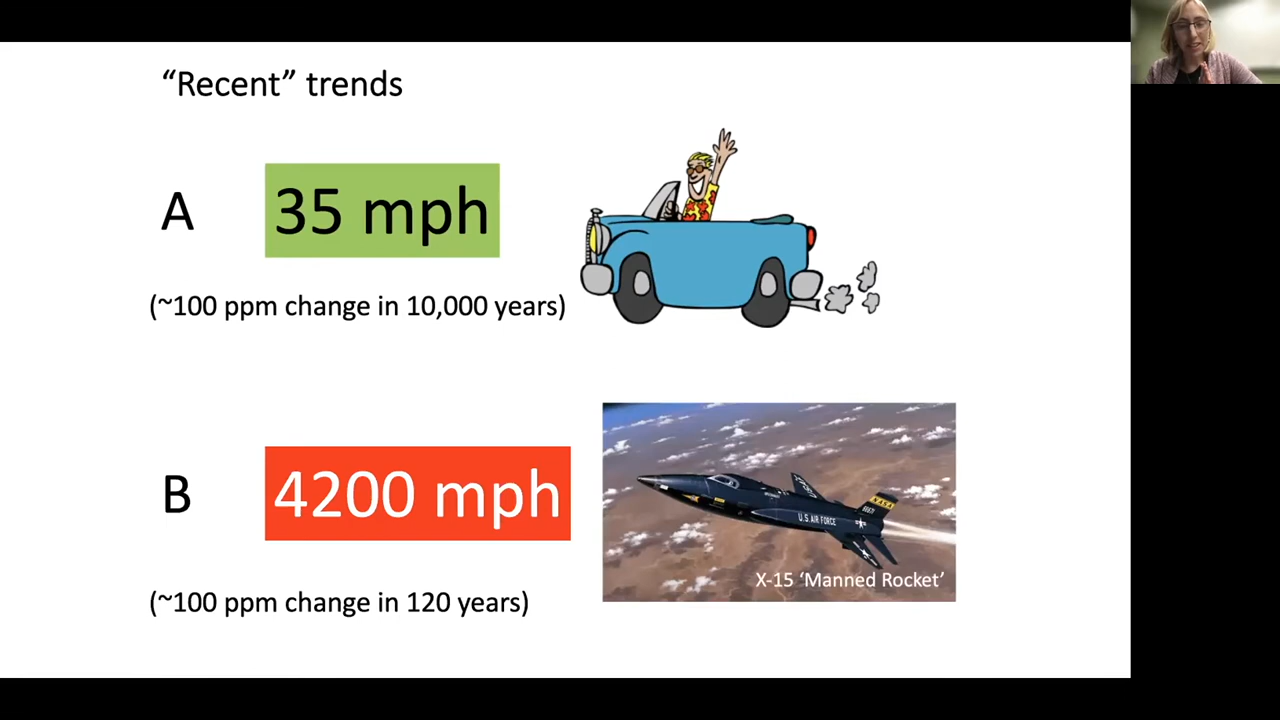 “Recent” trends
A
35 mph
(~100 ppm change in 10,000 years)
B
4200 mph
U.S. AIR FORCE
X-15 ‘Manned Rocket’
(~100 ppm change in 120 years)